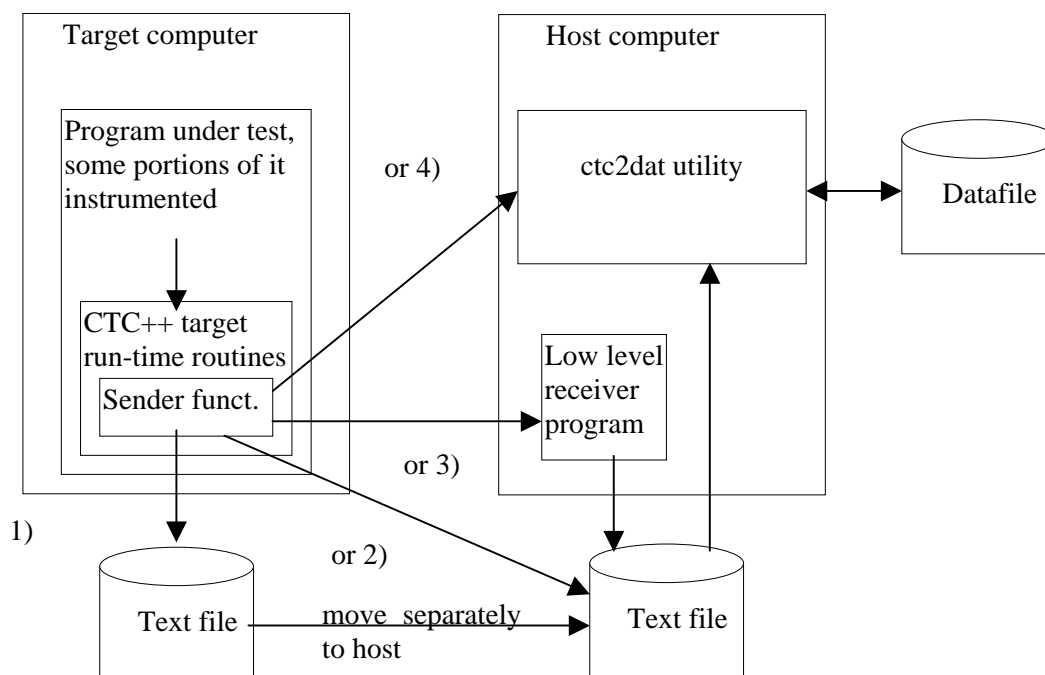 Target computer
Host computer
Program under test,
some portions of it
instrumented
or 4)
ctc2dat utility
Datafile
CTC++ target
run-time routines
Sender funct.
Low level
receiver
program
or 3)
1)
or 2)
Text file
move separately
to host
Text file